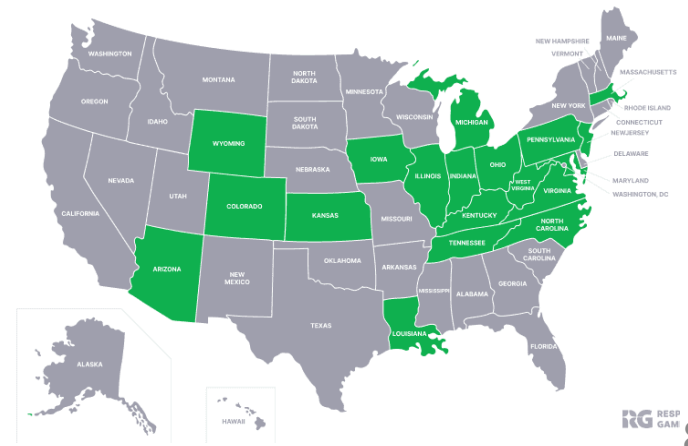 MAINE
NEW HAMPSHIRE
VERMONT
WASHINGTON
MONTANA
NORTH
DAKOTA
MINNESOTA
MASSACHUSETTS
OREGON
IDAHO
SOUTH
DAKOTA
WISCONSIN
MICHIGAN
NEW YORK
RHODE ISLAND
CONNECTICUT
NEWJERSEY
WYOMING
IOWA
PENNSYLVANIA
DELAWARE
NEBRASKA
ILLINOIS
INDIANA
OHIO
NEVADA
UTAH
COLORADO
KANSAS
MISSOURI
WEST
VIRGINIA
VIRGINIA
MARYLAND
WASHINGTON, DC
CALIFORNIA
KENTUCKY
NORTH
CAROLINA
TENNESSEE
ARIZONA
NEW
MEXICO
OKLAHOMA
ARKANSAS
SOUTH
CAROLINA
MISSISSIPPI
ALABAMA
GEORGIA
TEXAS
LOUISIANA
FLORIDA
ALASKA
HAWAII
RG RESP
GAM